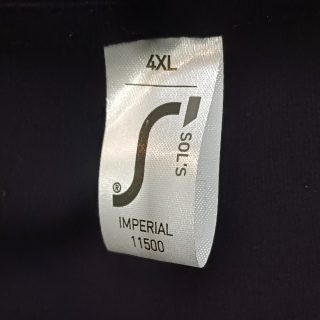 4XL
SOL'S
®
IMPERIAL
11500